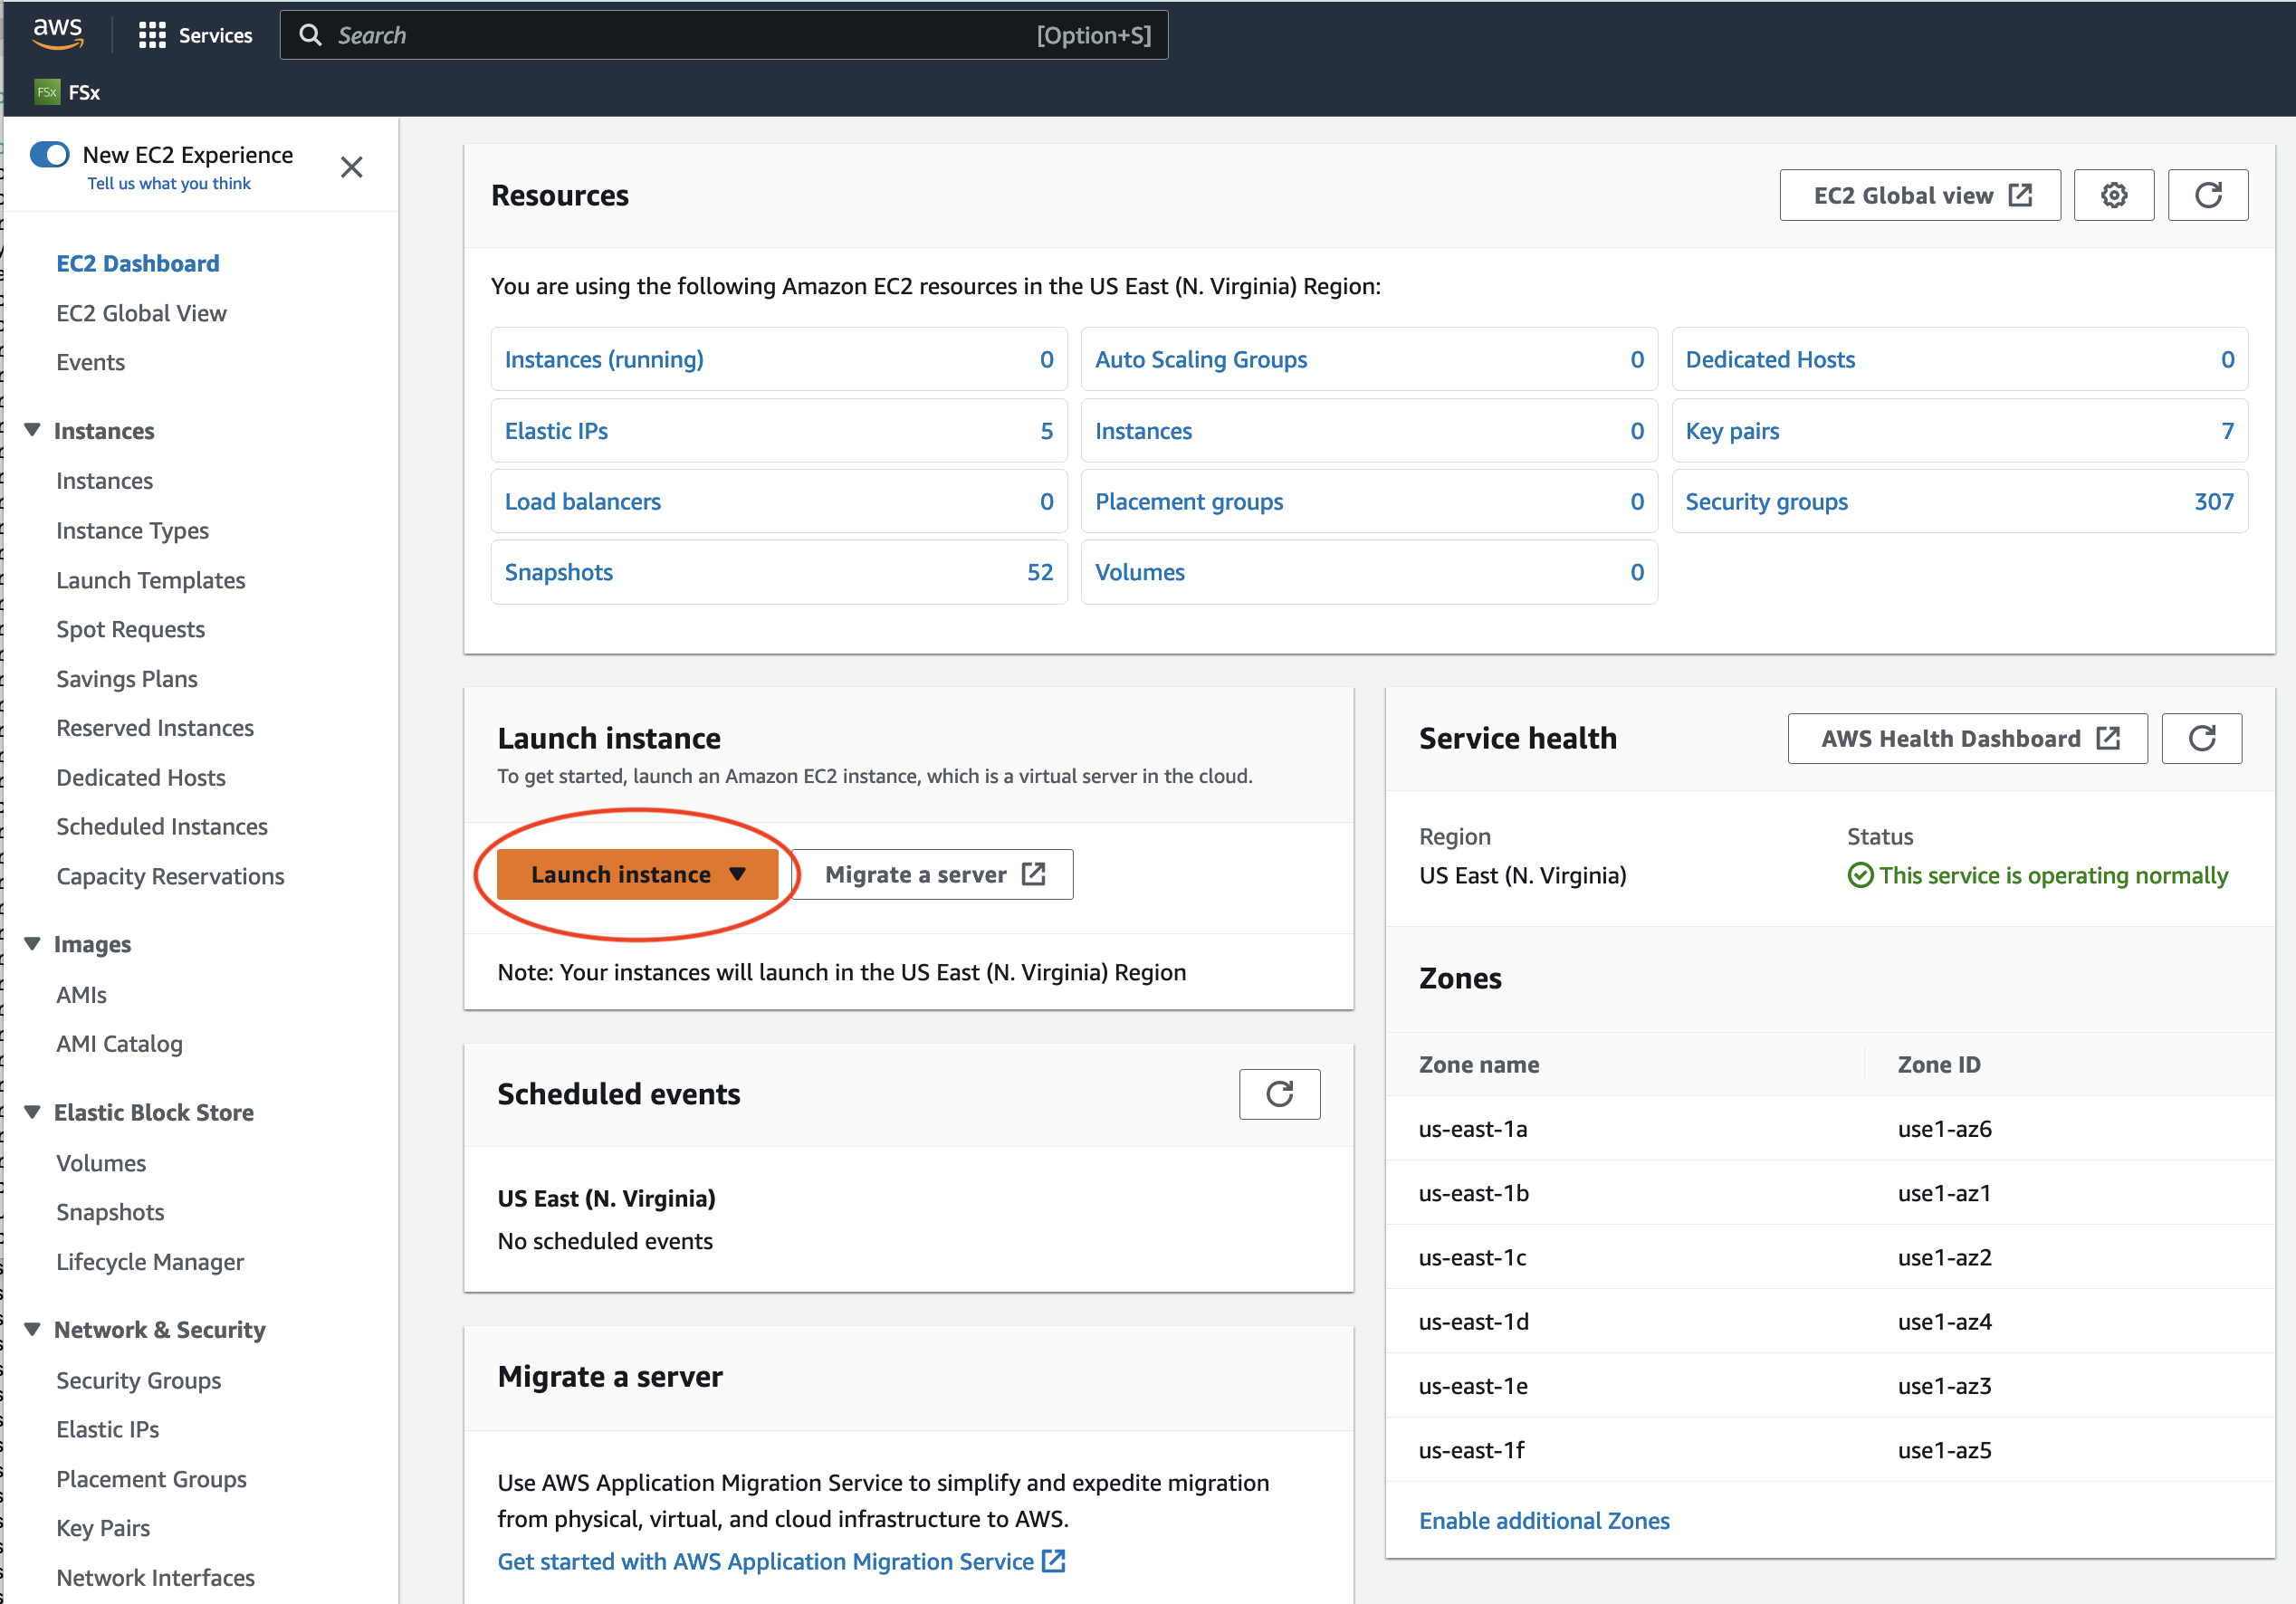 aws
Services
Search
[Option+S]
FSx FSx
New EC2 Experience
Tell us what you think
EC2 Dashboard
EC2 Global View
Events
Instances
Instances
Instance Types
Launch Templates
Spot Requests
Savings Plans
Reserved Instances
Dedicated Hosts
Scheduled Instances
Capacity Reservations
Images
AMIs
AMI Catalog
Elastic Block Store
Volumes
Snapshots
Lifecycle Manager
Network & Security
Security Groups
Elastic IPs
Placement Groups
Key Pairs
Network Interfaces
Resources
EC2 Global view
You are using the following Amazon EC2 resources in the US East (N. Virginia) Region:
Instances (running) 0
Auto Scaling Groups 0
Dedicated Hosts 0
Elastic IPs 5
Instances 0
Key pairs 7
Load balancers 0
Placement groups 0
Security groups 307
Snapshots 52
Volumes 0
Launch instance
To get started, launch an Amazon EC2 instance, which is a virtual server in the cloud.
Launch instance
Migrate a server
Note: Your instances will launch in the US East (N. Virginia) Region
Scheduled events
US East (N. Virginia)
No scheduled events
Migrate a server
Use AWS Application Migration Service to simplify and expedite migration
from physical, virtual, and cloud infrastructure to AWS.
Get started with AWS Application Migration Service
Service health
AWS Health Dashboard
Region Status
US East (N. Virginia) This service is operating normally
Zones
Zone name Zone ID
us-east-1a use1-az6
us-east-1b use1-az1
us-east-1c use1-az2
us-east-1d use1-az4
us-east-1e use1-az3
us-east-1f use1-az5
Enable additional Zones